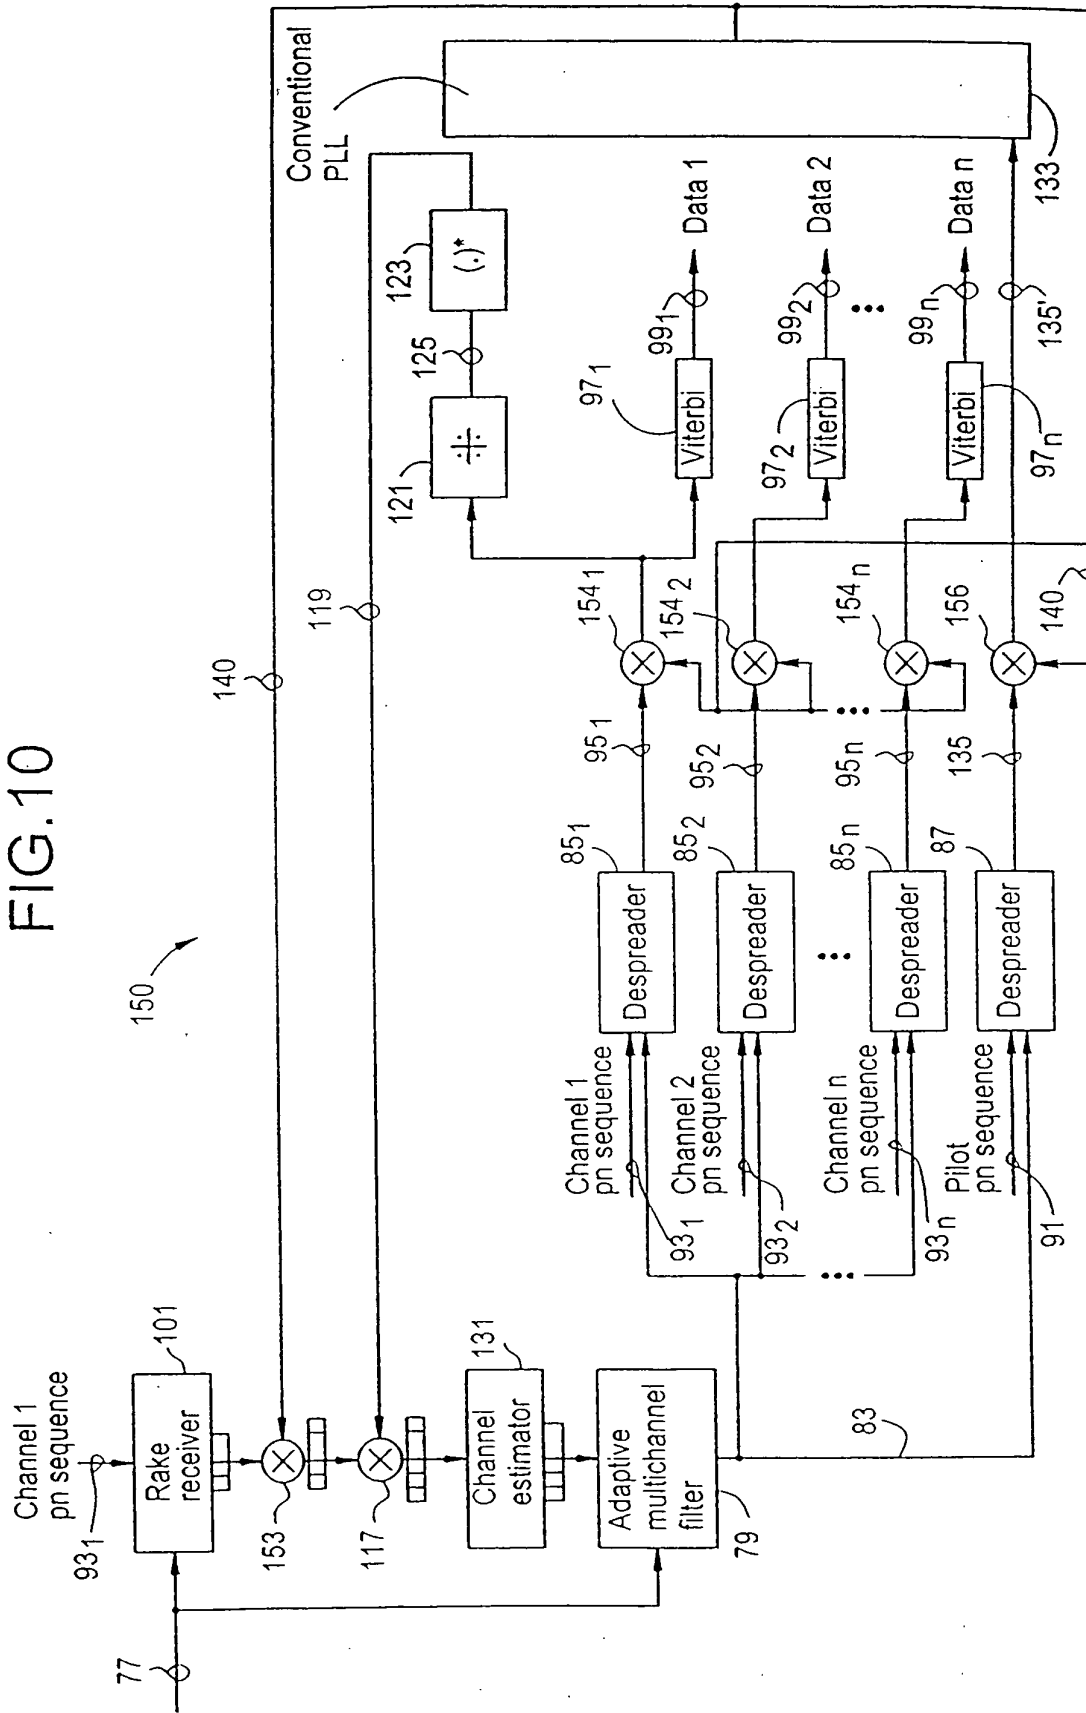 FIG.10
150
Channel 1
pn sequence
93₁
77
Rake
receiver
101
153
117
140
119
Channel
estimator
131
Adaptive
multichannel
filter
79
83
Channel 1
pn sequence
93₁
Channel 2
pn sequence
93₂
Channel n
pn sequence
93ₙ
Pilot
pn sequence
91
Despreader
85₁
Despreader
85₂
Despreader
85ₙ
Despreader
87
95₁
95₂
95ₙ
135
154₁
154₂
154ₙ
156
140
121
125
123
(.)*
Viterbi
97₁
Viterbi
97₂
Viterbi
97ₙ
99₁
99₂
99ₙ
135'
Data 1
Data 2
Data n
Conventional
PLL
133